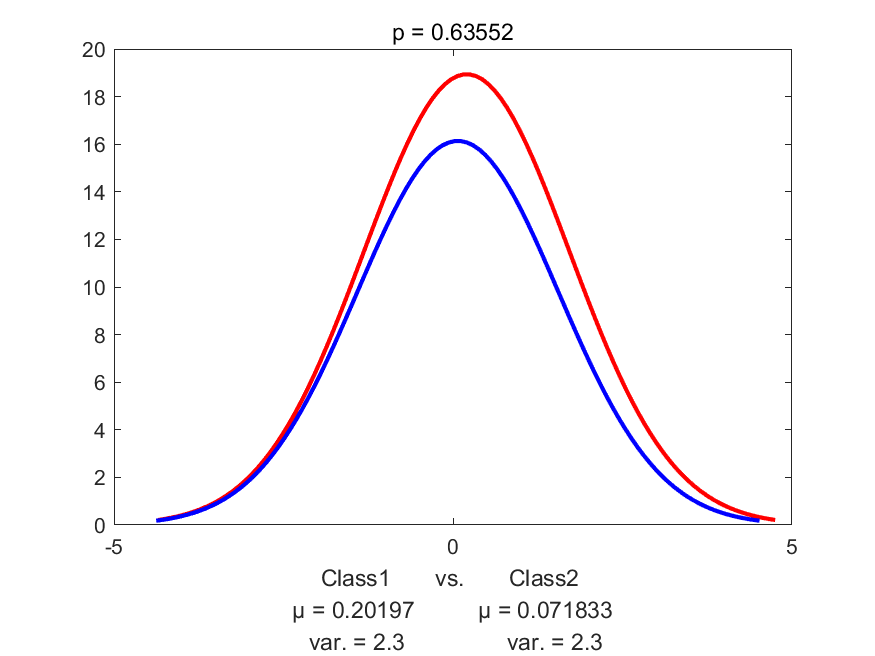 p = 0.63552
20
18
16
14
12
10
8
6
4
2
0
-5 0 5
Class1 vs. Class2
μ = 0.20197 μ = 0.071833
var. = 2.3 var. = 2.3